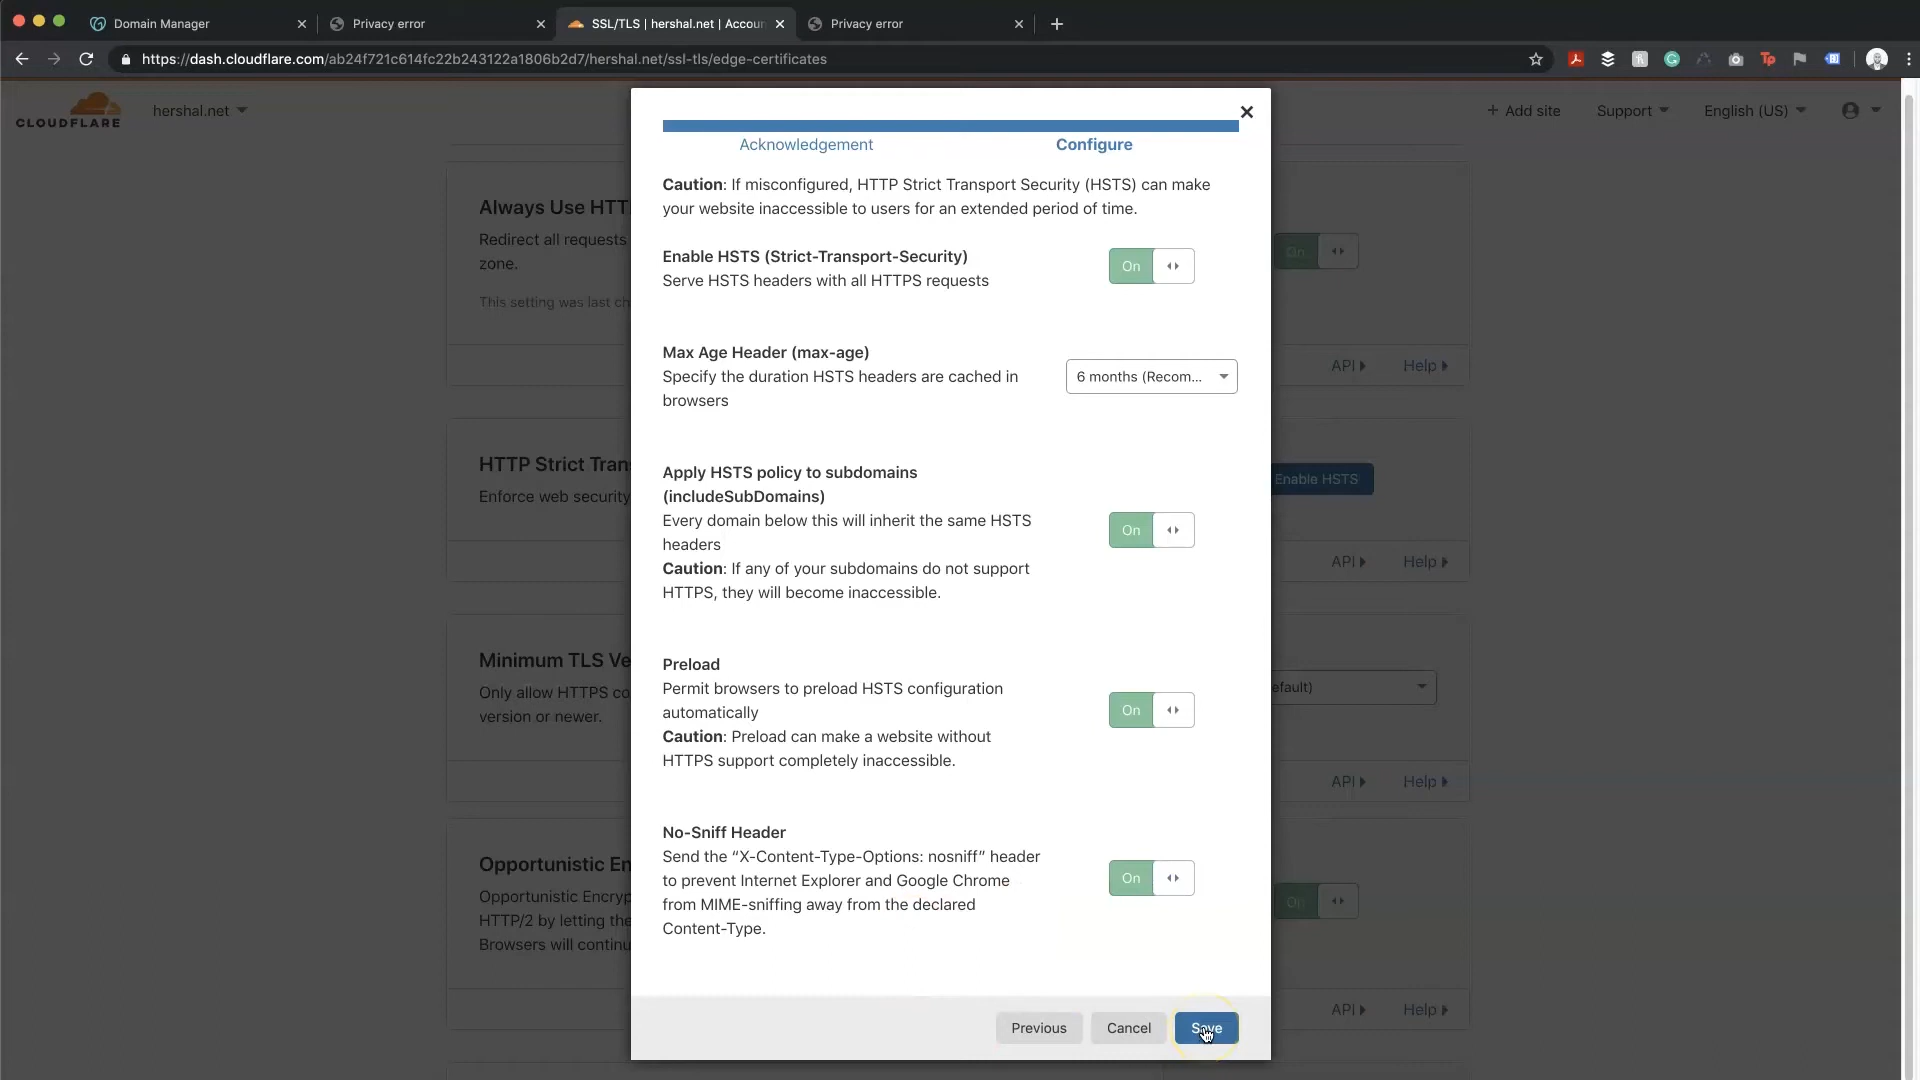 Domain Manager
Privacy error
SSL/TLS | hershal.net | Accou
Privacy error
https://dash.cloudflare.com/ab24f721c614fc22b243122a1806b2d7/hershal.net/ssl-tls/edge-certificates
CLOUDFLARE
hershal.net
+ Add site
Support
English (US)
Acknowledgement
Configure
Caution: If misconfigured, HTTP Strict Transport Security (HSTS) can make
your website inaccessible to users for an extended period of time.
Enable HSTS (Strict-Transport-Security)
Serve HSTS headers with all HTTPS requests
On
Max Age Header (max-age)
Specify the duration HSTS headers are cached in
browsers
6 months (Recom...
Apply HSTS policy to subdomains
(includeSubDomains)
Every domain below this will inherit the same HSTS
headers
Caution: If any of your subdomains do not support
HTTPS, they will become inaccessible.
On
Preload
Permit browsers to preload HSTS configuration
automatically
Caution: Preload can make a website without
HTTPS support completely inaccessible.
On
No-Sniff Header
Send the “X-Content-Type-Options: nosniff” header
to prevent Internet Explorer and Google Chrome
from MIME-sniffing away from the declared
Content-Type.
On
Previous
Cancel
Save
Always Use HTT
Redirect all requests
zone.
This setting was last ch
On
API
Help
HTTP Strict Tran
Enforce web security
Enable HSTS
API
Help
Minimum TLS Ve
Only allow HTTPS co
version or newer.
efault)
API
Help
Opportunistic En
Opportunistic Encryp
HTTP/2 by letting the
Browsers will continu
On
API
Help